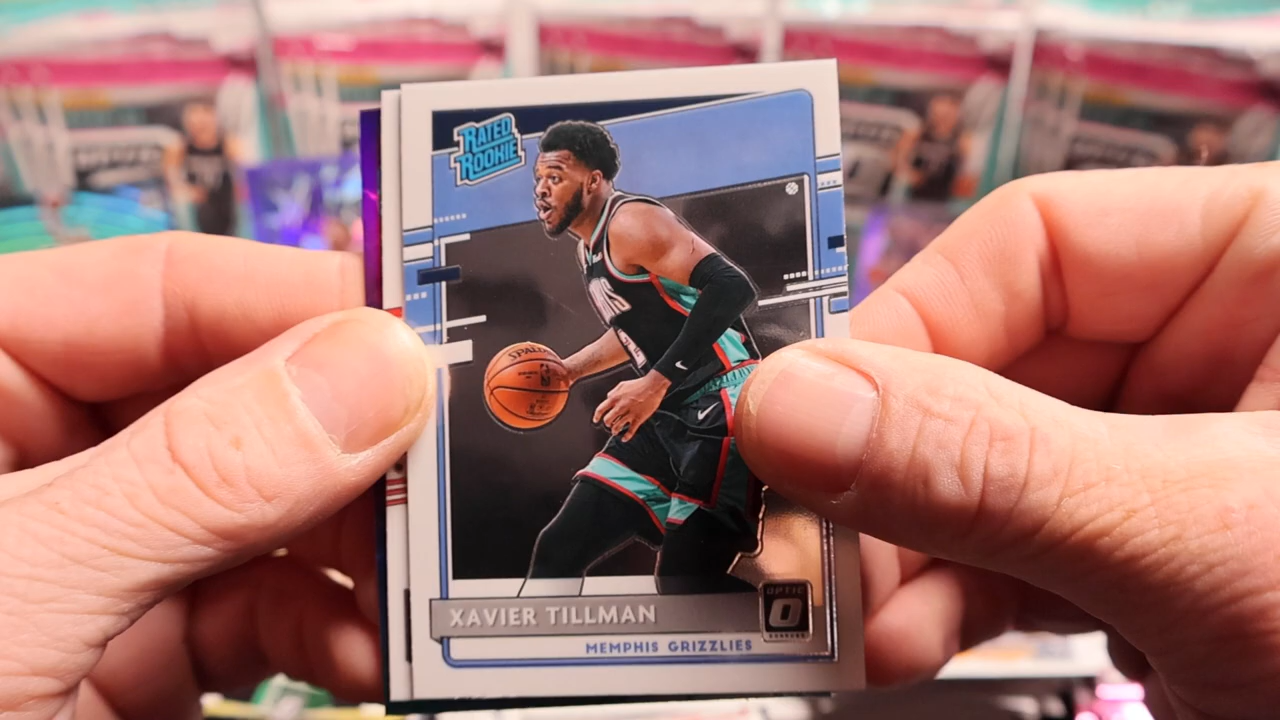 RATED
ROOKIE
SPALDING
XAVIER TILLMAN
OPTIC
MEMPHIS GRIZZLIES